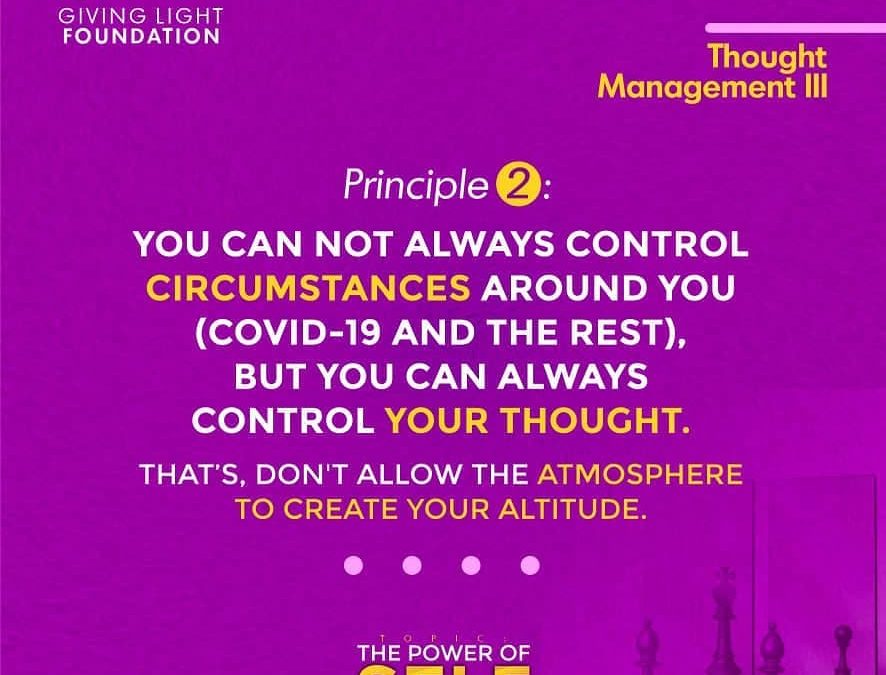 GIVING LIGHT
FOUNDATION
Thought
Management III
Principle 2:
YOU CAN NOT ALWAYS CONTROL
CIRCUMSTANCES AROUND YOU
(COVID-19 AND THE REST),
BUT YOU CAN ALWAYS
CONTROL YOUR THOUGHT.
THAT'S, DON'T ALLOW THE ATMOSPHERE
TO CREATE YOUR ALTITUDE.
TOPIC:
THE POWER OF